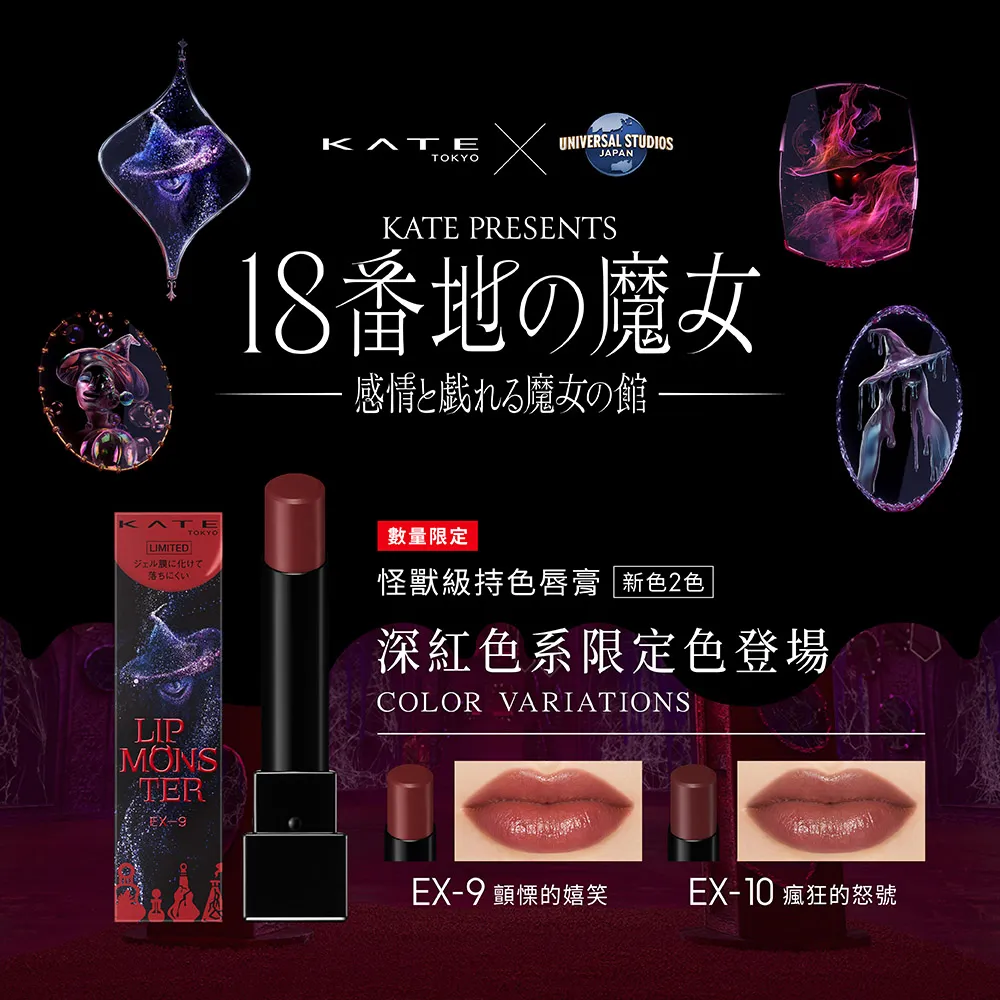 KATE
TOKYO
UNIVERSAL STUDIOS
JAPAN
KATE PRESENTS
18番地の魔女
感情と戯れる魔女の館
KATE
TOKYO
LIMITED
ジェル膜に化けて
落ちにくい
LIP
MONS
TER
EX-9
數量限定
怪獸級持色唇膏 新色2色
深紅色系限定色登場
COLOR VARIATIONS
EX-9 顫慄的嬉笑
EX-10 瘋狂的怒號